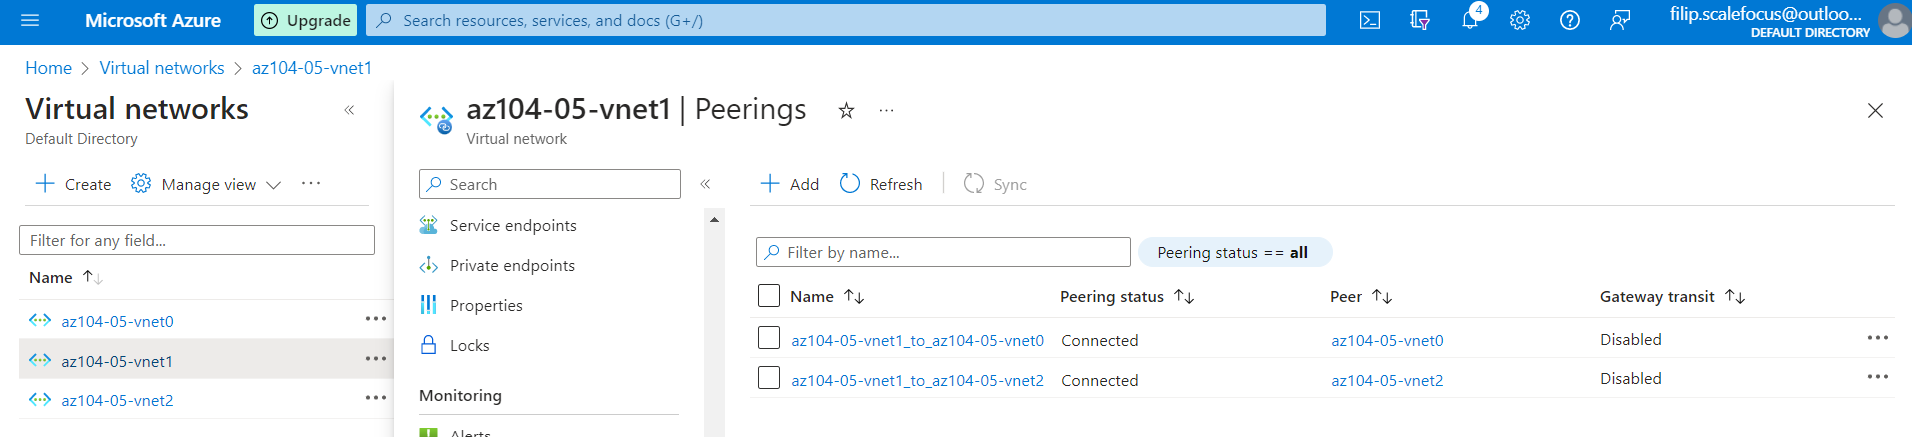 Microsoft Azure
Upgrade
Search resources, services, and docs (G+/)
4
filip.scalefocus@outloo...
DEFAULT DIRECTORY
Home > Virtual networks > az104-05-vnet1
Virtual networks
Default Directory
Create
Manage view
Filter for any field...
Name
az104-05-vnet0
az104-05-vnet1
az104-05-vnet2
az104-05-vnet1 | Peerings
Virtual network
Search
Service endpoints
Private endpoints
Properties
Locks
Monitoring
Alerts
Add
Refresh
Sync
Filter by name...
Peering status == all
Name Peering status Peer Gateway transit
az104-05-vnet1_to_az104-05-vnet0 Connected az104-05-vnet0 Disabled
az104-05-vnet1_to_az104-05-vnet2 Connected az104-05-vnet2 Disabled